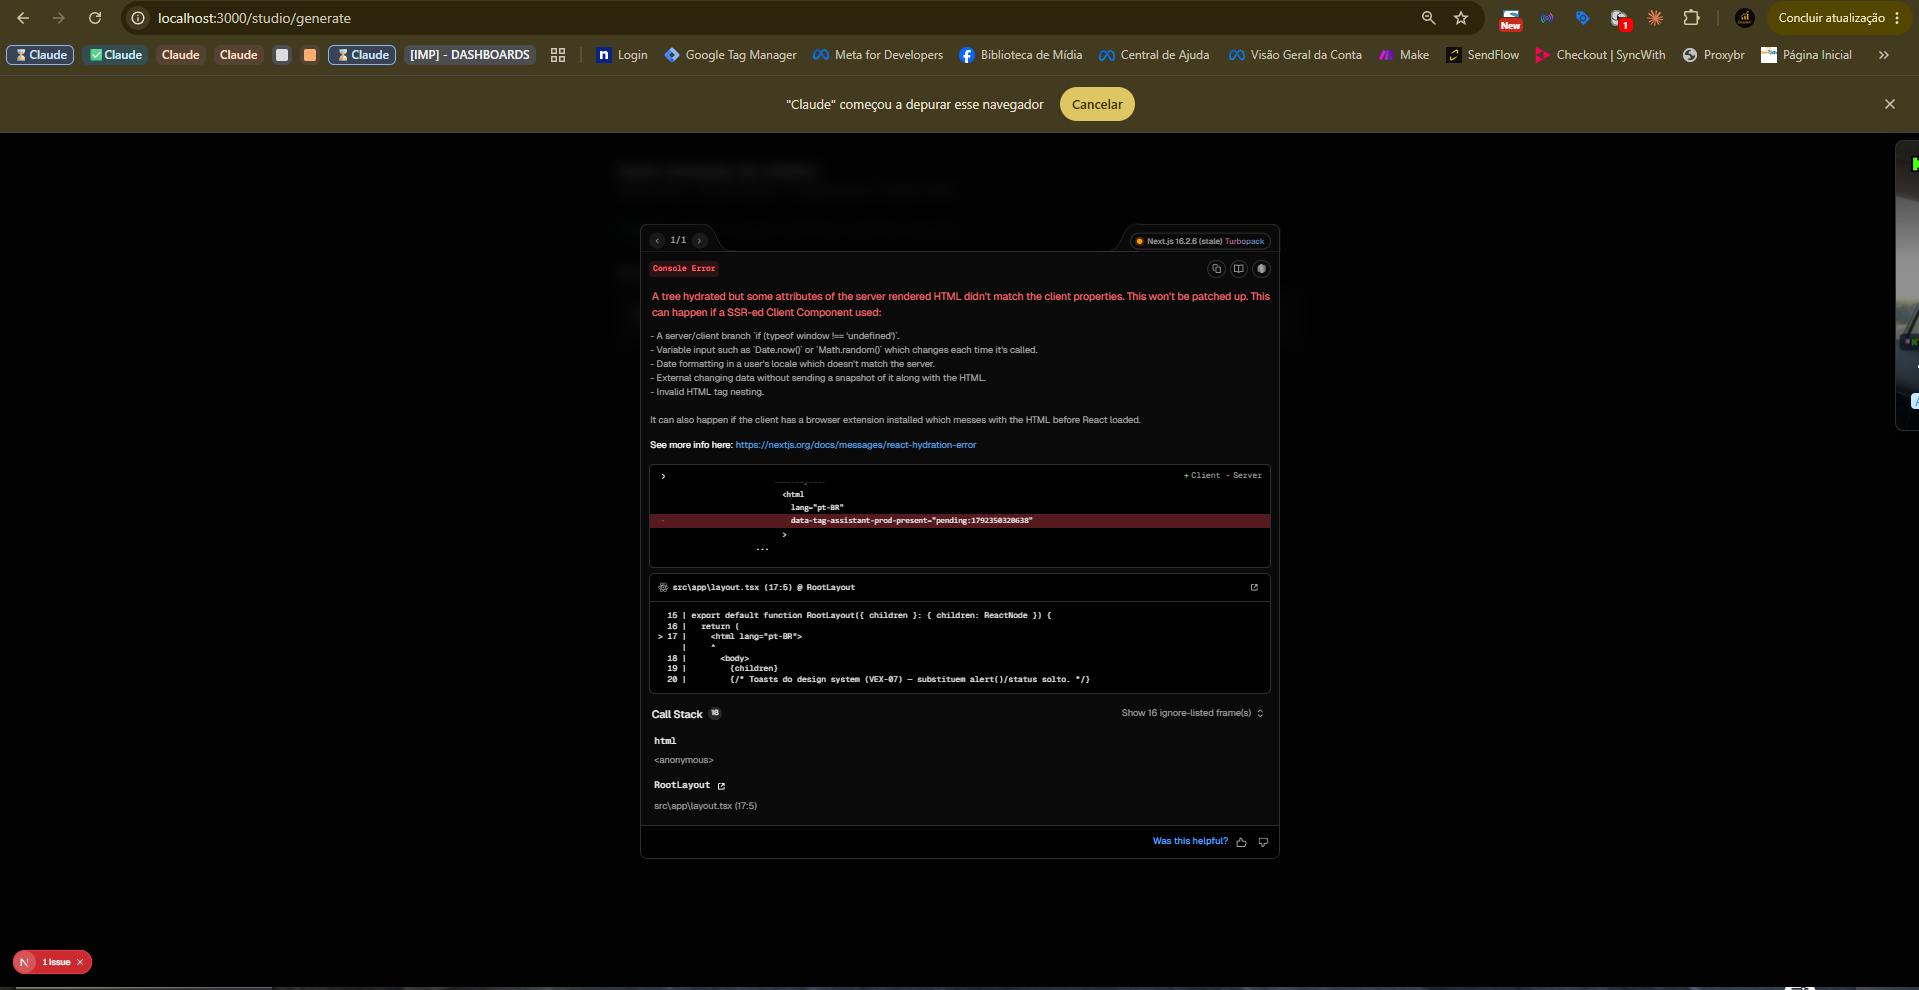 localhost:3000/studio/generate
New
1
Concluir atualização
Claude
Claude
Claude
Claude
Claude
[IMP] - DASHBOARDS
Login
Google Tag Manager
Meta for Developers
Biblioteca de Mídia
Central de Ajuda
Visão Geral da Conta
Make
SendFlow
Checkout | SyncWith
Proxybr
Página Inicial
"Claude" começou a depurar esse navegador
Cancelar
1/1
Next.js 16.2.6 (stale) Turbopack
Console Error
A tree hydrated but some attributes of the server rendered HTML didn't match the client properties. This won't be patched up. This
can happen if a SSR-ed Client Component used:
- A server/client branch `if (typeof window !== 'undefined')`.
- Variable input such as `Date.now()` or `Math.random()` which changes each time it's called.
- Date formatting in a user's locale which doesn't match the server.
- External changing data without sending a snapshot of it along with the HTML.
- Invalid HTML tag nesting.
It can also happen if the client has a browser extension installed which messes with the HTML before React loaded.
See more info here: https://nextjs.org/docs/messages/react-hydration-error
+ Client - Server
<html
lang="pt-BR"
- data-tag-assistant-prod-present="pending:1792350320638"
>
...
src\app\layout.tsx (17:5) @ RootLayout
15 | export default function RootLayout({ children }: { children: ReactNode }) {
16 | return (
> 17 | <html lang="pt-BR">
| ^
18 | <body>
19 | {children}
20 | {/* Toasts do design system (VEX-07) — substituem alert()/status solto. */}
Call Stack 18
Show 16 ignore-listed frame(s)
html
<anonymous>
RootLayout
src\app\layout.tsx (17:5)
Was this helpful?
N 1 Issue